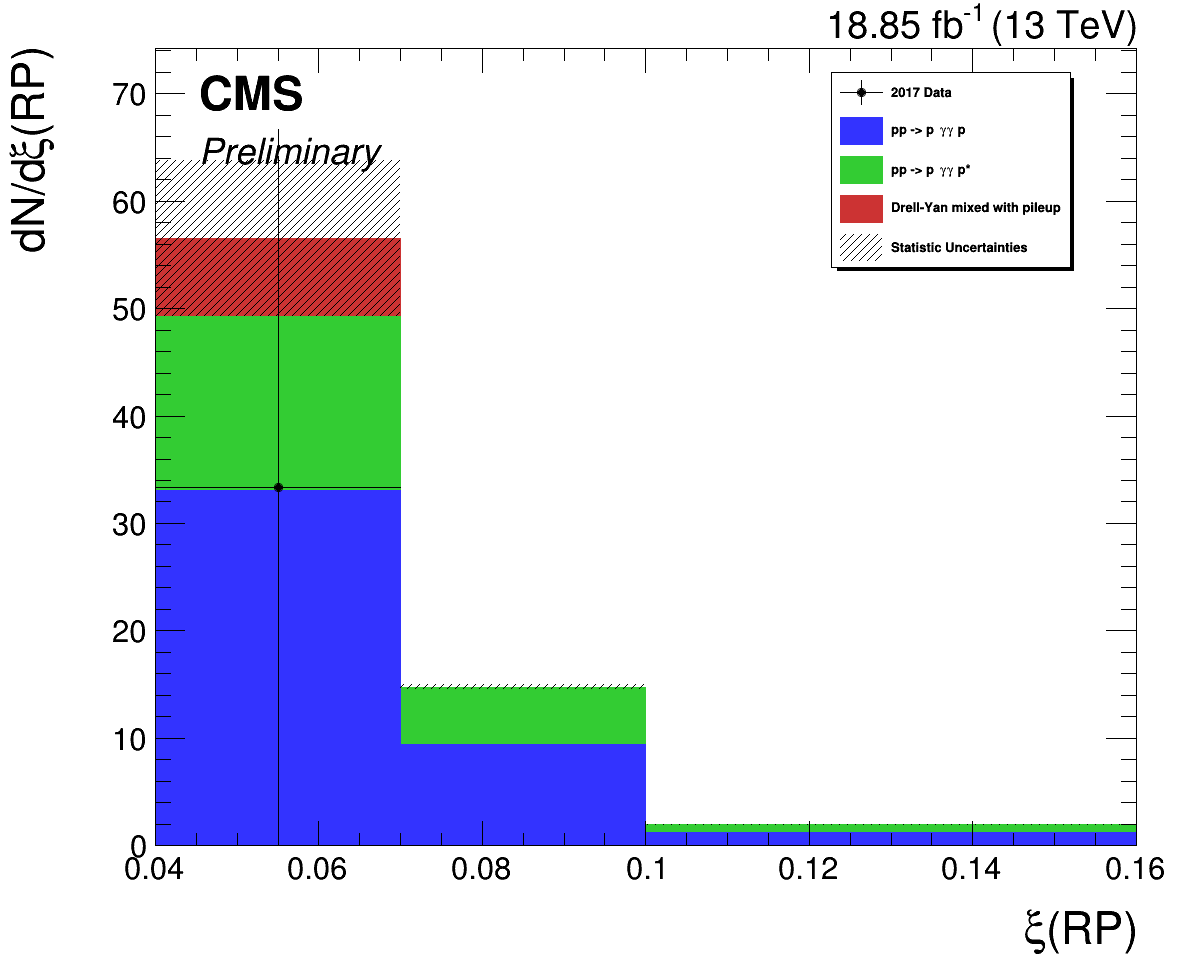 18.85 fb⁻¹ (13 TeV)
dN/dξ(RP)
CMS
Preliminary
2017 Data
pp -> p γγ p
pp -> p γγ p*
Drell-Yan mixed with pileup
Statistic Uncertainties
70
60
50
40
30
20
10
0
0.04 0.06 0.08 0.1 0.12 0.14 0.16
ξ(RP)